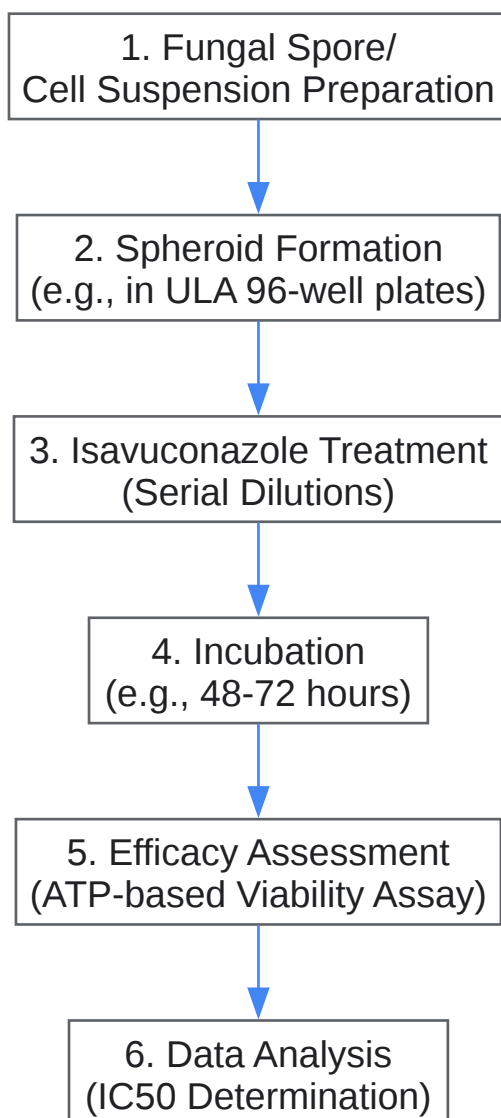 1. Fungal Spore/
Cell Suspension Preparation
2. Spheroid Formation
(e.g., in ULA 96-well plates)
3. Isavuconazole Treatment
(Serial Dilutions)
4. Incubation
(e.g., 48-72 hours)
5. Efficacy Assessment
(ATP-based Viability Assay)
6. Data Analysis
(IC50 Determination)